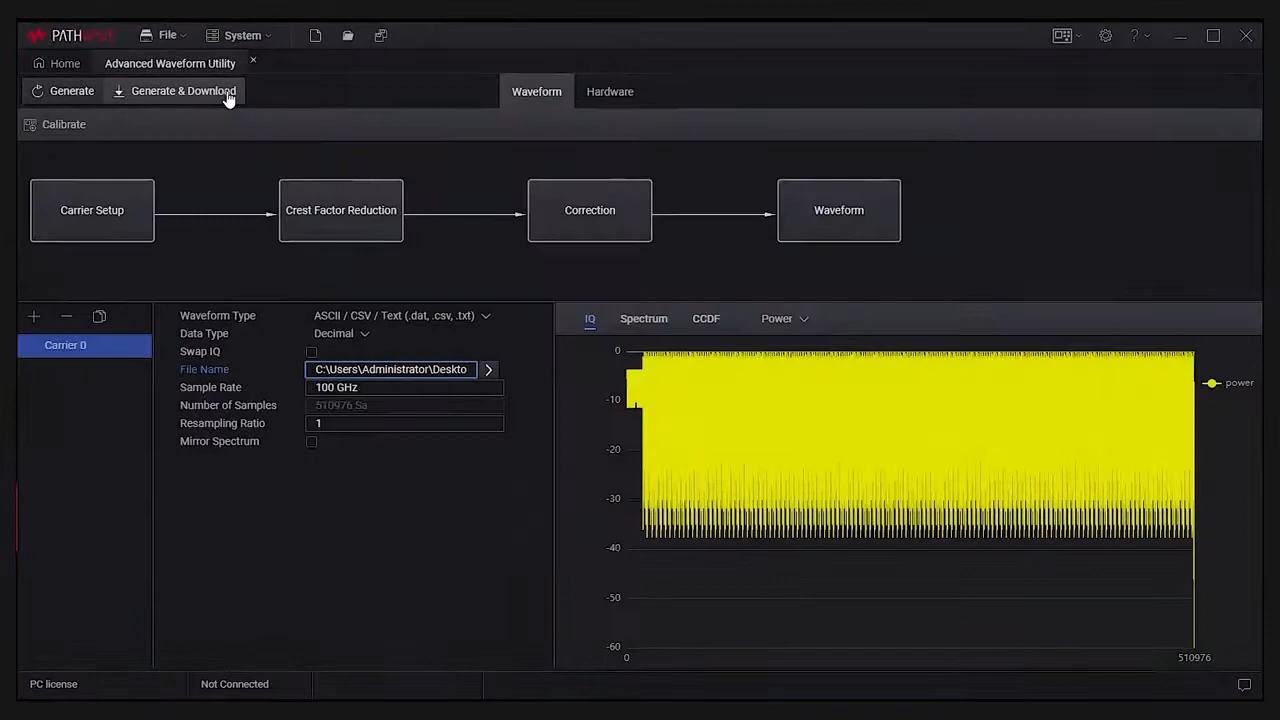 PATHWAVE File System ?
Home Advanced Waveform Utility
Generate Generate & Download Waveform Hardware
Calibrate
Carrier Setup Crest Factor Reduction Correction Waveform
Carrier 0
Waveform Type ASCII / CSV / Text (.dat, .csv, .txt)
Data Type Decimal
Swap IQ
File Name C:\Users\Administrator\Deskto
Sample Rate 100 GHz
Number of Samples 510976 Sa
Resampling Ratio 1
Mirror Spectrum
IQ Spectrum CCDF Power
0
-10
-20
-30
-40
-50
-60
0 510976
power
PC license Not Connected